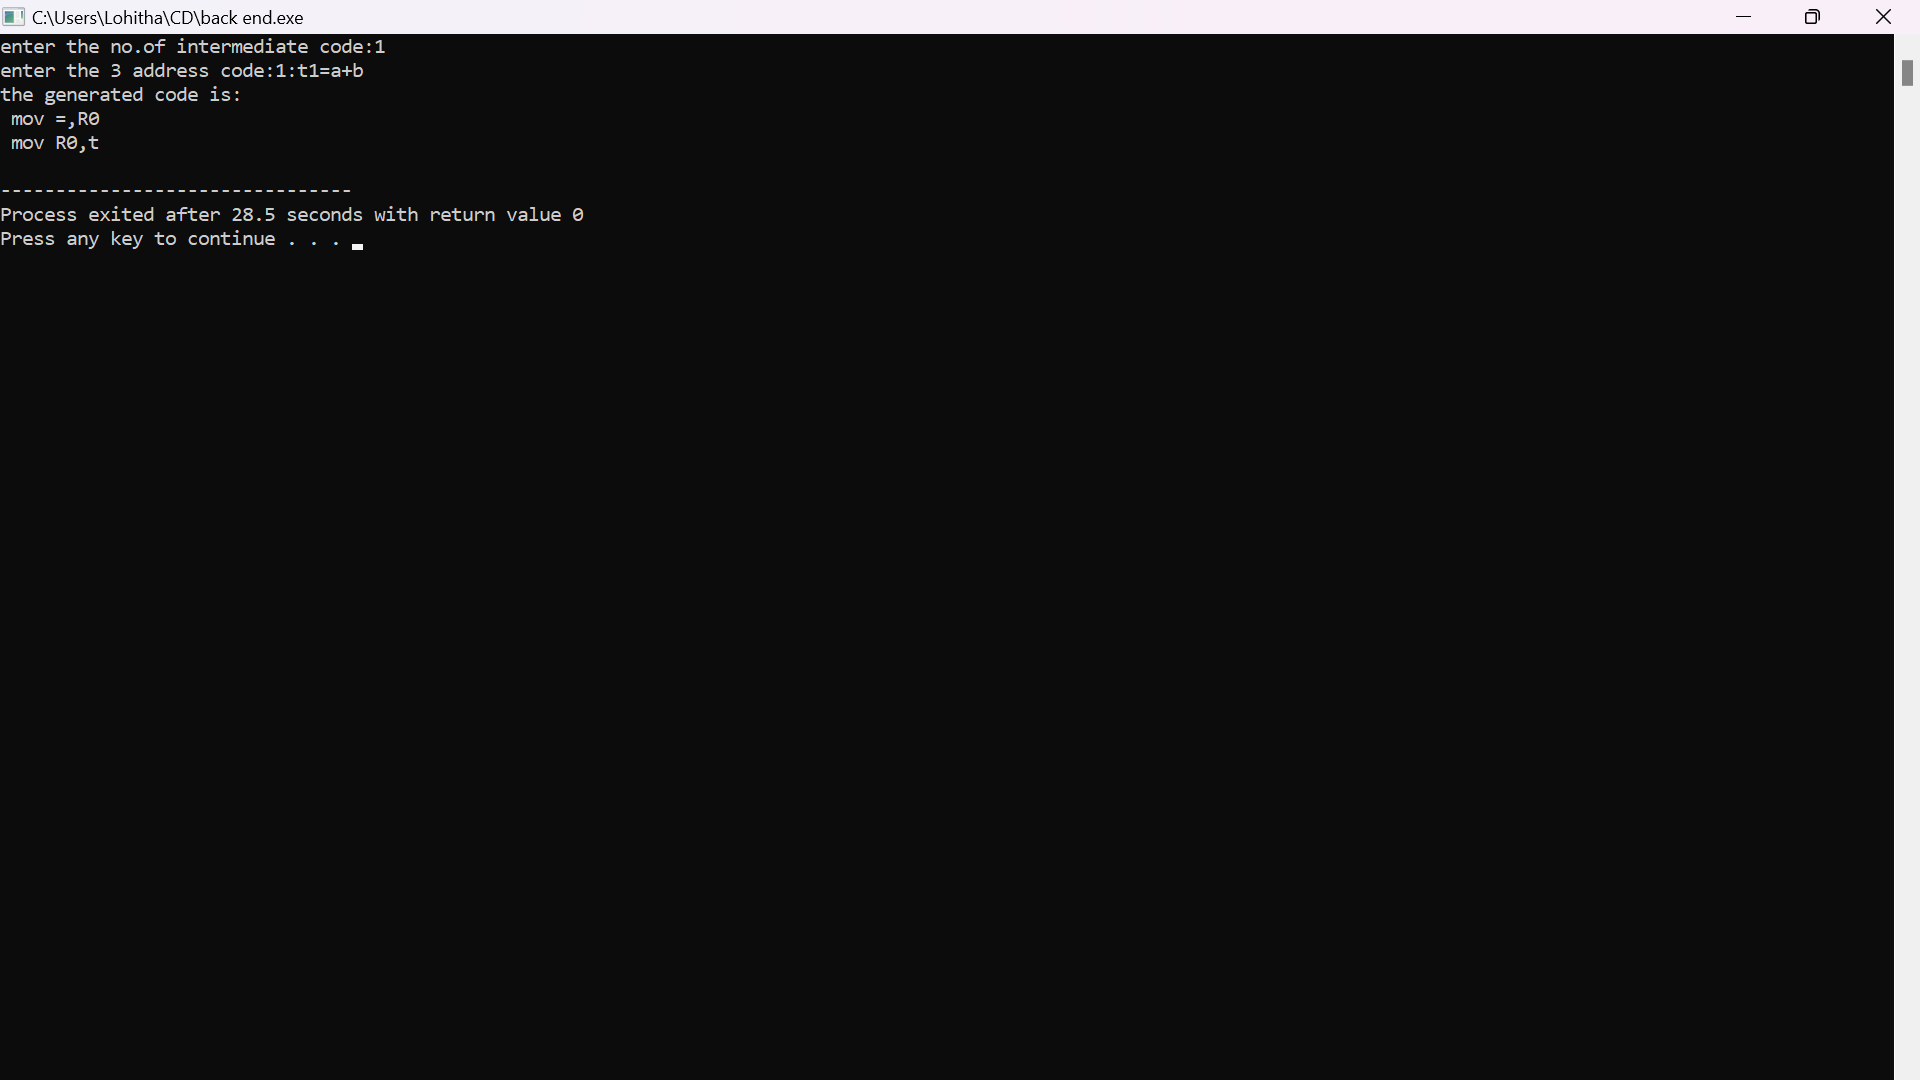 C:\Users\Lohitha\CD\back end.exe
enter the no.of intermediate code:1
enter the 3 address code:1:t1=a+b
the generated code is:
 mov =,R0
 mov R0,t
--------------------------------
Process exited after 28.5 seconds with return value 0
Press any key to continue . . .